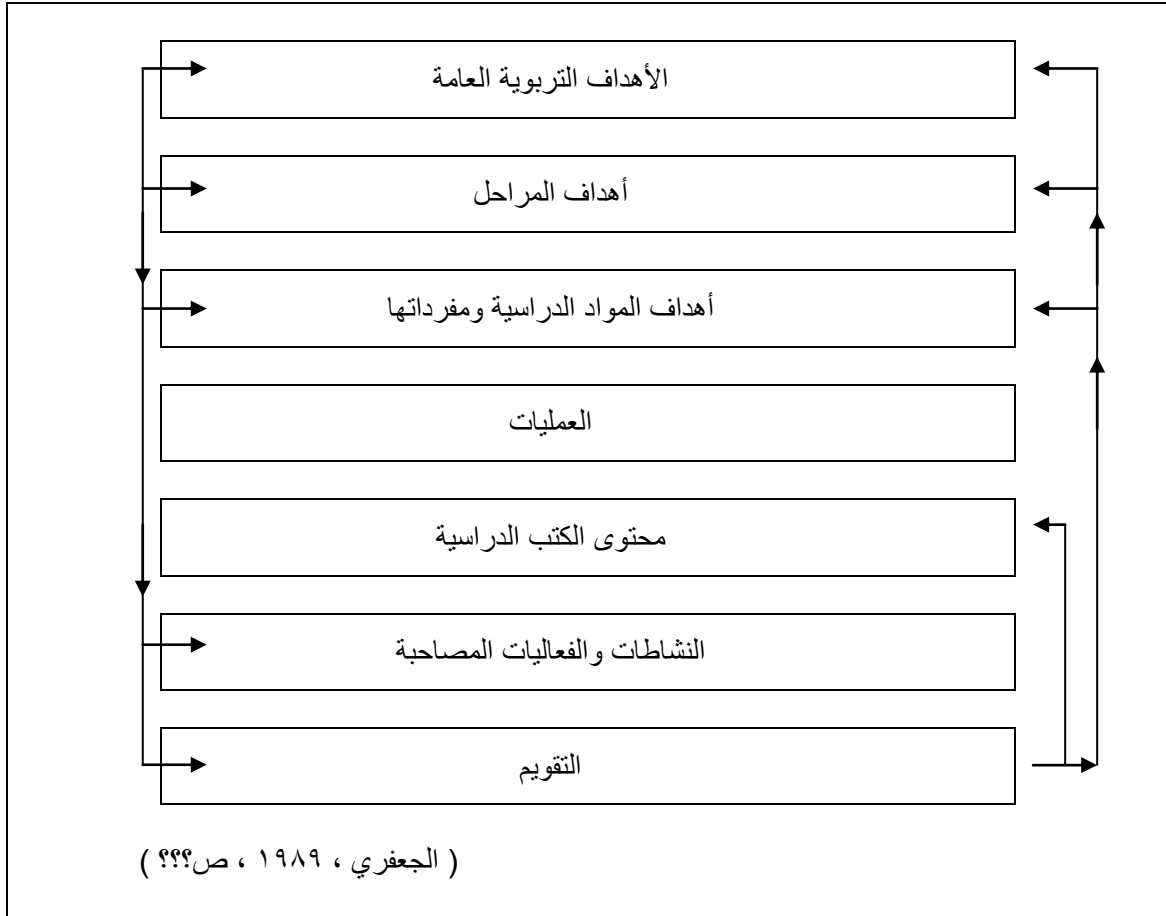 الأهداف التربوية العامة
أهداف المراحل
أهداف المواد الدراسية ومفرداتها
العمليات
محتوى الكتب الدراسية
النشاطات والفعاليات المصاحبة
التقويم
( الجعفري ، ١٩٨٩ ، ص؟؟؟ )